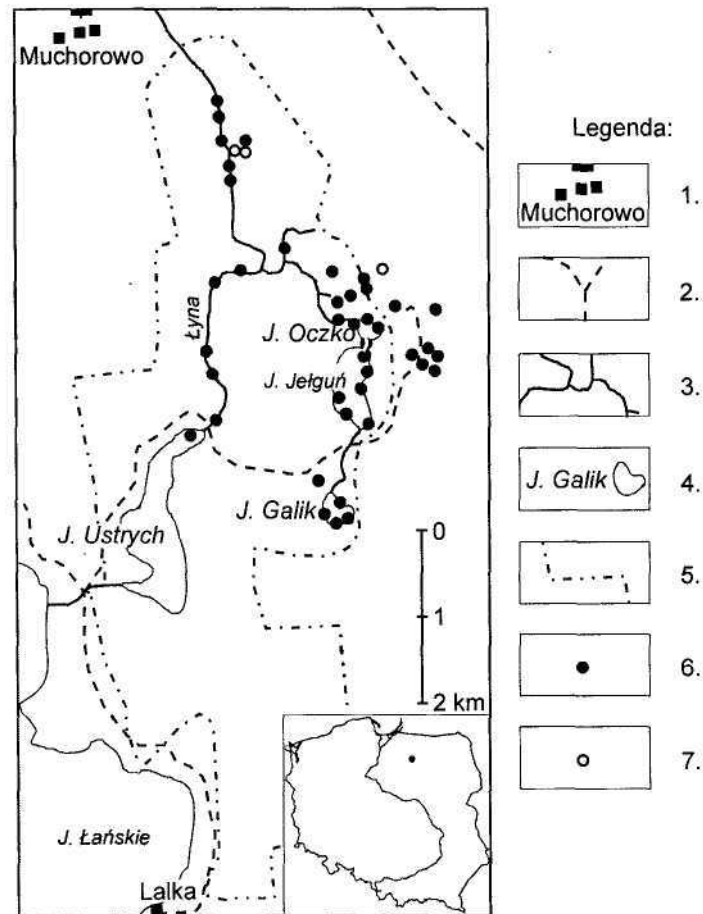 Muchorowo
Łyna
J. Oczko
J. Jełguń
J. Galik
J. Ustrych
0
1
2 km
J. Łańskie
Lalka
Legenda:
Muchorowo
1.
2.
3.
J. Galik
4.
5.
6.
7.